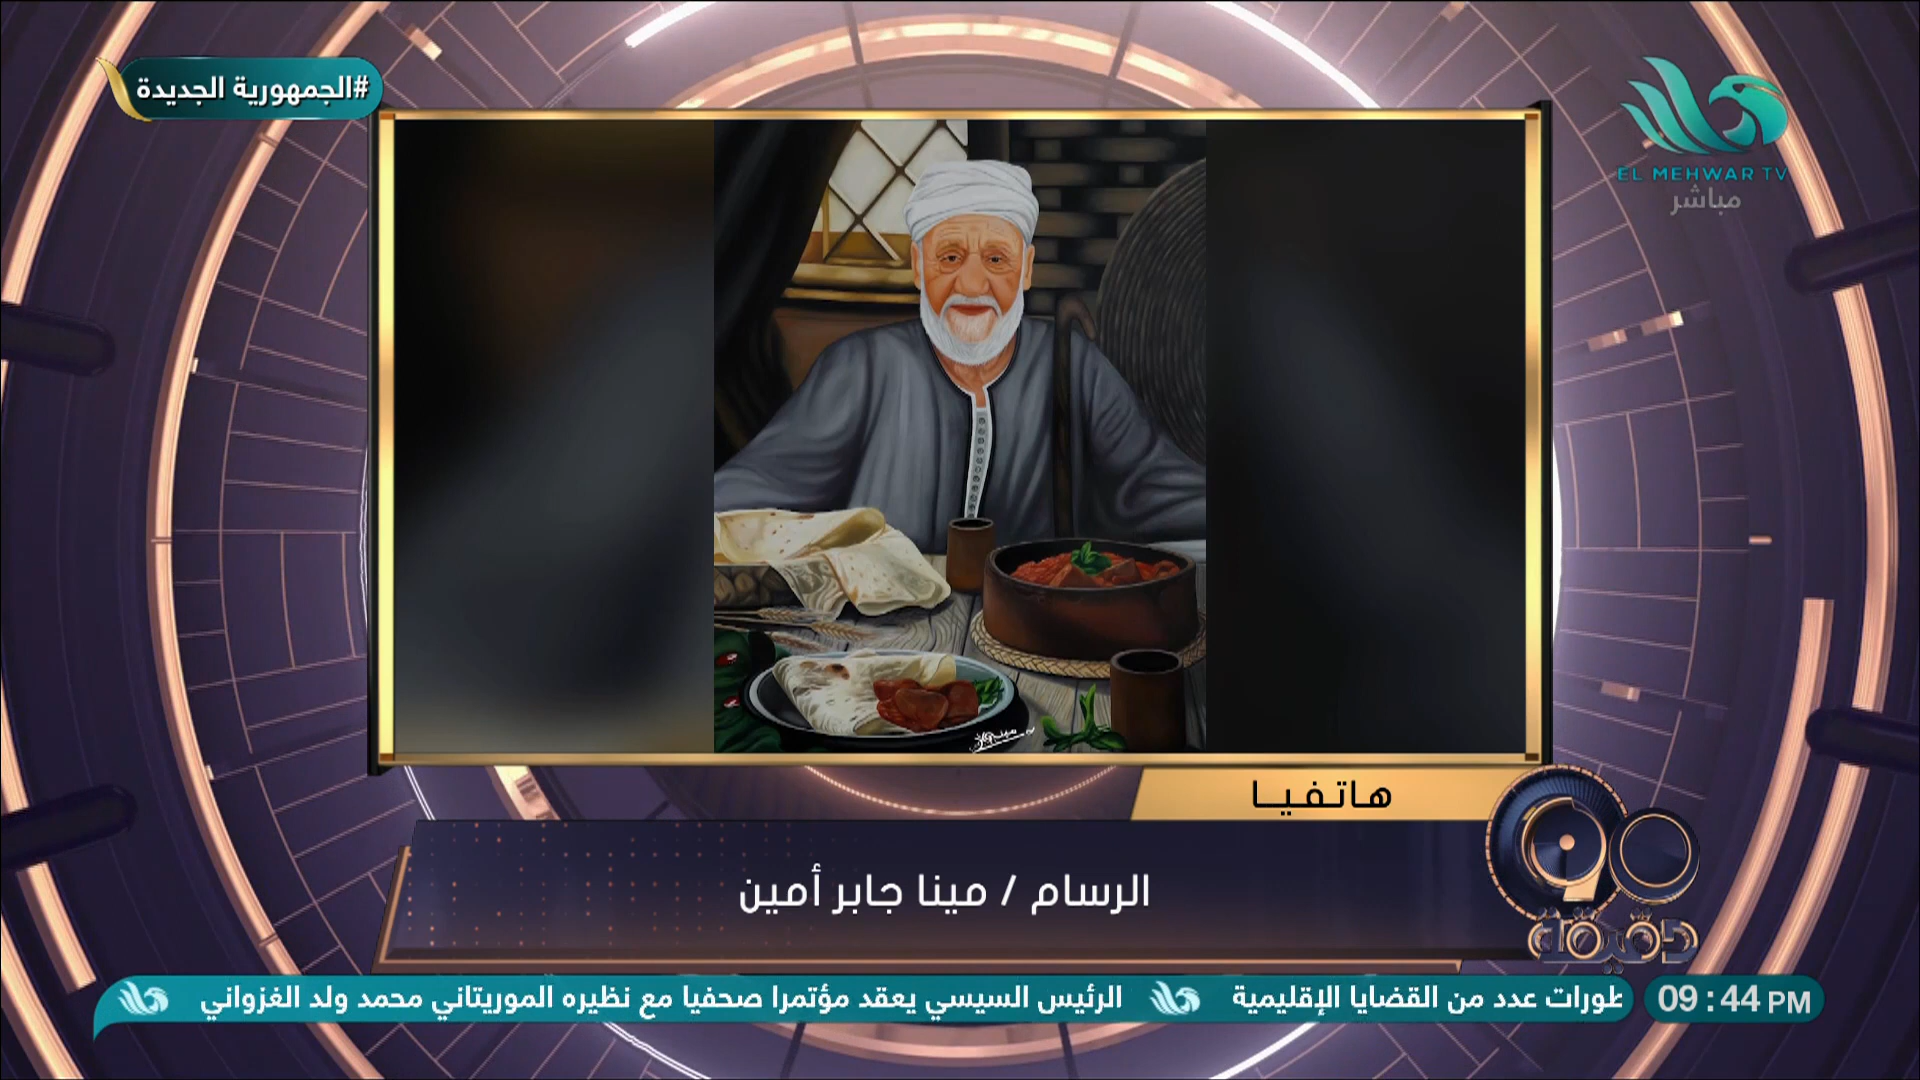 #الجمهورية الجديدة
EL MEHWAR TV
مباشر
هاتفيا
الرسام / مينا جابر أمين
90
دقيقة
طورات عدد من القضايا الإقليمية
الرئيس السيسي يعقد مؤتمرا صحفيا مع نظيره الموريتاني محمد ولد الغزواني
09:44 PM